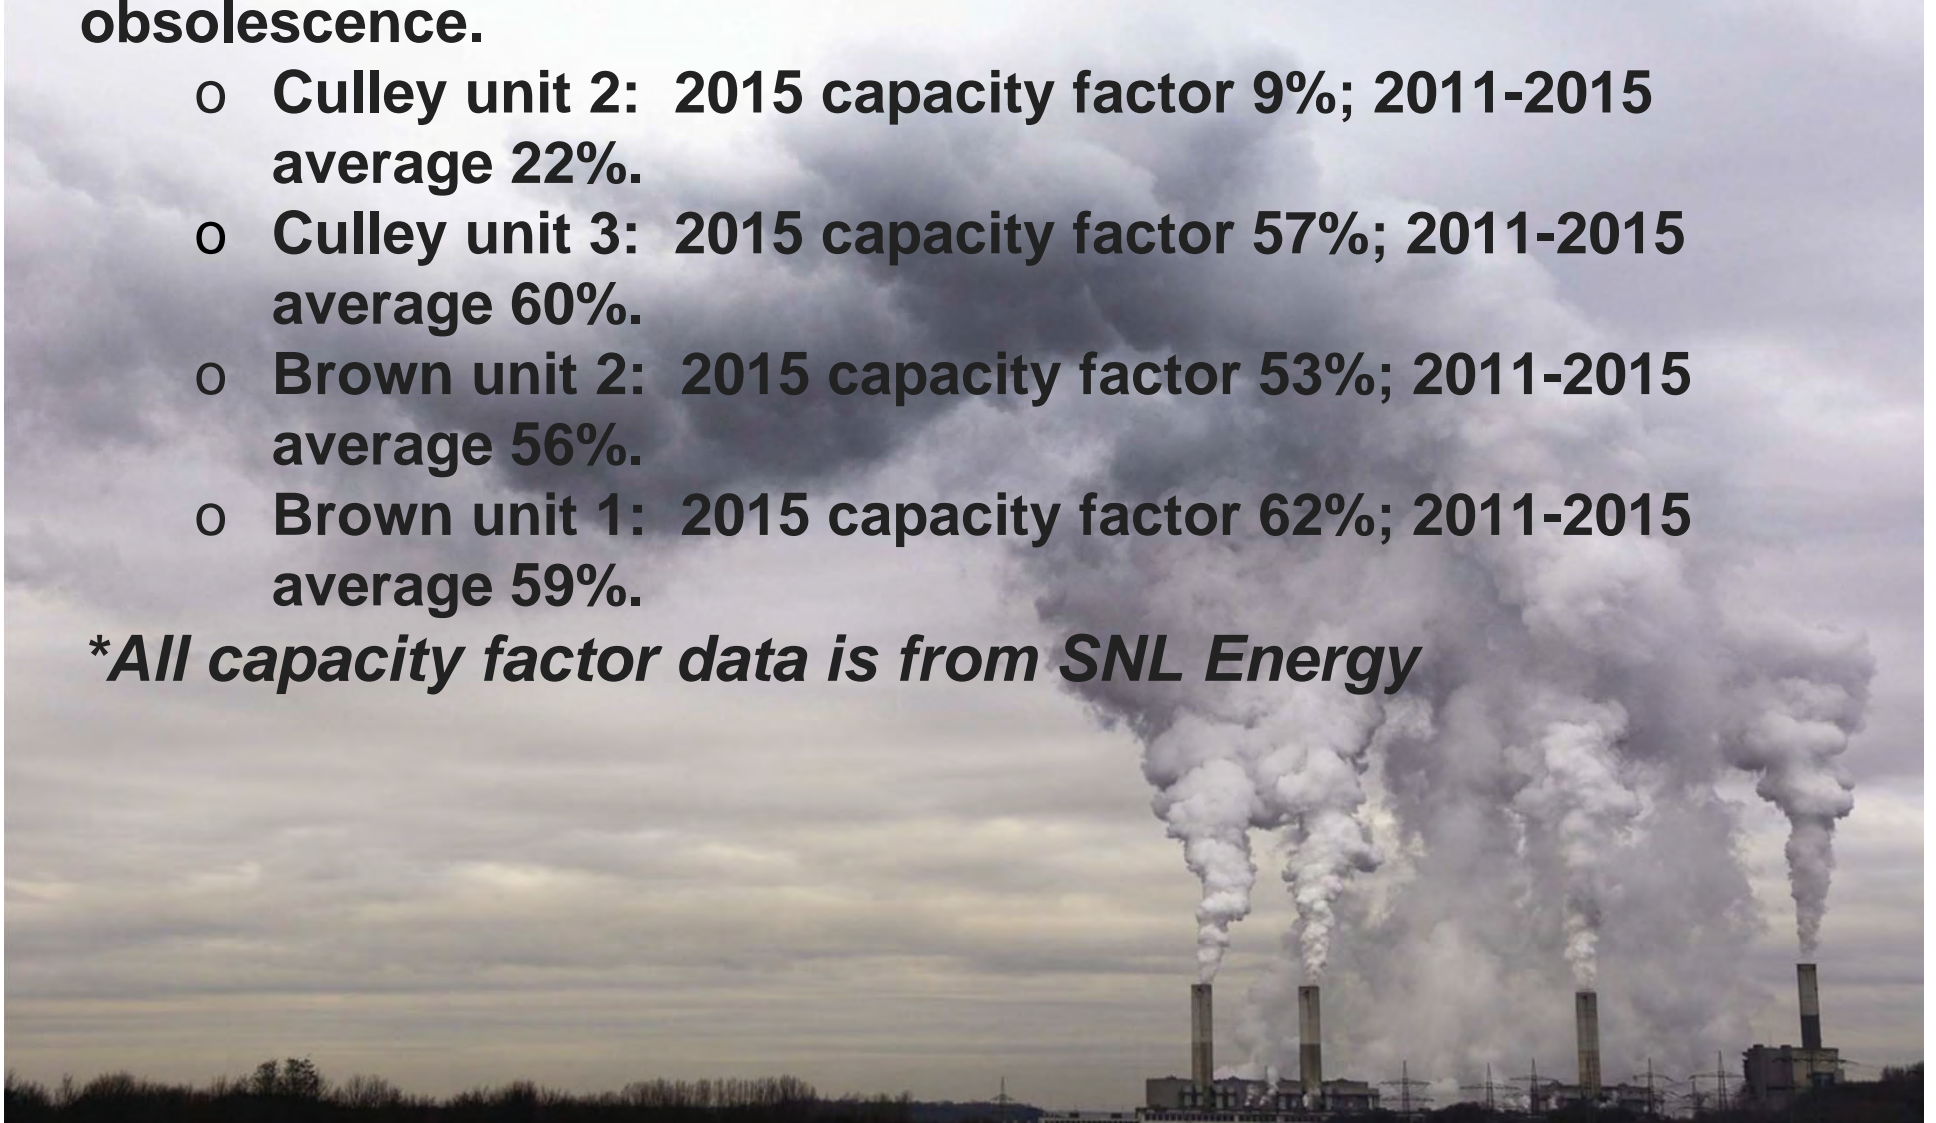 obsolescence.
o Culley unit 2:  2015 capacity factor 9%; 2011-2015
average 22%.
o Culley unit 3:  2015 capacity factor 57%; 2011-2015
average 60%.
o Brown unit 2:  2015 capacity factor 53%; 2011-2015
average 56%.
o Brown unit 1:  2015 capacity factor 62%; 2011-2015
average 59%.
*All capacity factor data is from SNL Energy